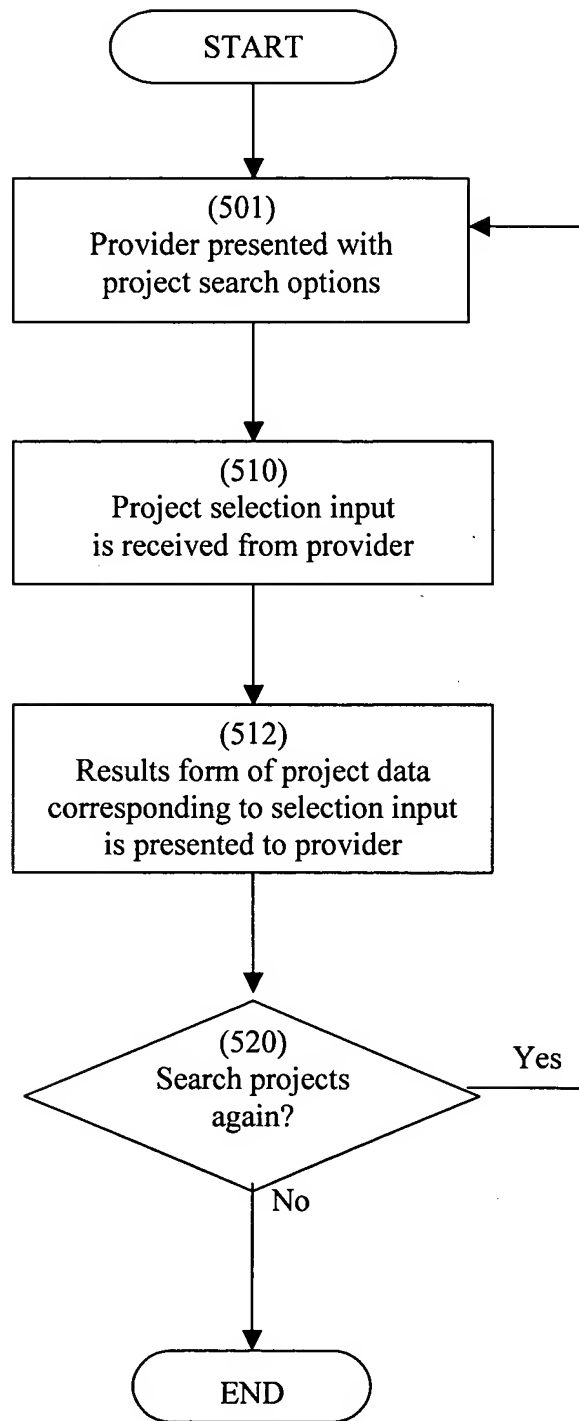 START
(501)
Provider presented with
project search options
(510)
Project selection input
is received from provider
(512)
Results form of project data
corresponding to selection input
is presented to provider
(520)
Search projects
again?
Yes
No
END